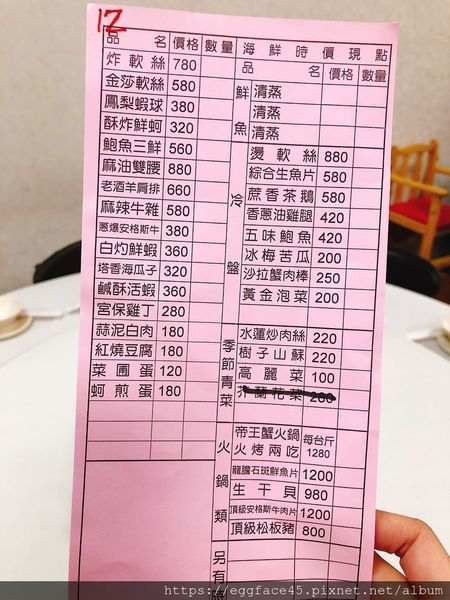 12
品名 價格 數量
炸軟絲 780
金莎軟絲 580
鳳梨蝦球 380
酥炸鮮蚵 320
鮑魚三鮮 560
麻油雙腰 880
老酒羊肩排 660
麻辣牛雜 580
蔥爆安格斯牛 380
白灼鮮蝦 360
塔香海瓜子 320
鹹酥活蝦 360
宮保雞丁 280
蒜泥白肉 180
紅燒豆腐 180
菜圃蛋 120
蚵煎蛋 180
海鮮時價現點
品名 價格 數量
鮮魚
清蒸
清蒸
清蒸
冷盤
燙軟絲 880
綜合生魚片 580
蔗香茶鵝 580
香蔥油雞腿 420
五味鮑魚 420
冰梅苦瓜 200
沙拉蟹肉棒 250
黃金泡菜 200
季節青菜
水蓮炒肉絲 220
樹子山蘇 220
高麗菜 100
芥蘭花菜 200
火鍋類
帝王蟹火鍋 每台斤
火烤兩吃 1280
龍膽石斑鮮魚片 1200
生干貝 980
頂級安格斯牛肉片 1200
頂級松板豬 800
另有
https://eggface45.pixnet.net/album